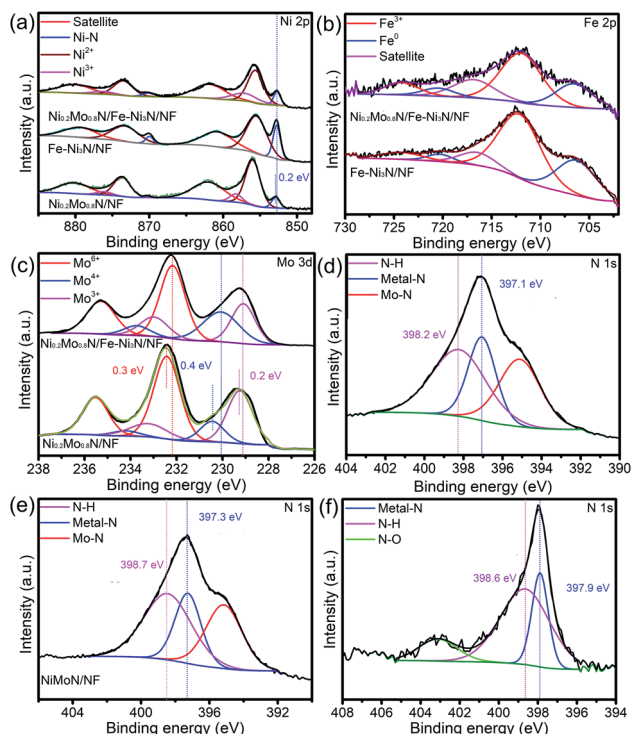 (a)
Satellite
Ni 2p
Ni-N
Ni2+
Ni3+
Ni0.2Mo0.8N/Fe-Ni3N/NF
Fe-Ni3N/NF
0.2 eV
Ni0.2Mo0.8N/NF
Intensity (a.u.)
880 870 860 850
Binding energy (eV)
(b)
Fe3+
Fe 2p
Fe0
Satellite
Ni0.2Mo0.8N/Fe-Ni3N/NF
Fe-Ni3N/NF
Intensity (a.u.)
730 725 720 715 710 705
Binding energy (eV)
(c)
Mo6+
Mo 3d
Mo4+
Mo3+
Ni0.2Mo0.8N/Fe-Ni3N/NF
0.3 eV
0.4 eV
0.2 eV
Ni0.2Mo0.8N/NF
Intensity (a.u.)
238 236 234 232 230 228 226
Binding energy (eV)
(d)
N-H
N 1s
Metal-N
Mo-N
397.1 eV
398.2 eV
Intensity (a.u.)
404 402 400 398 396 394 392 390
Binding energy (eV)
(e)
N-H
N 1s
Metal-N
Mo-N
397.3 eV
398.7 eV
NiMoN/NF
Intensity (a.u.)
404 400 396 392
Binding energy (eV)
(f)
Metal-N
N 1s
N-H
N-O
398.6 eV
397.9 eV
Intensity (a.u.)
408 406 404 402 400 398 396 394
Binding energy (eV)